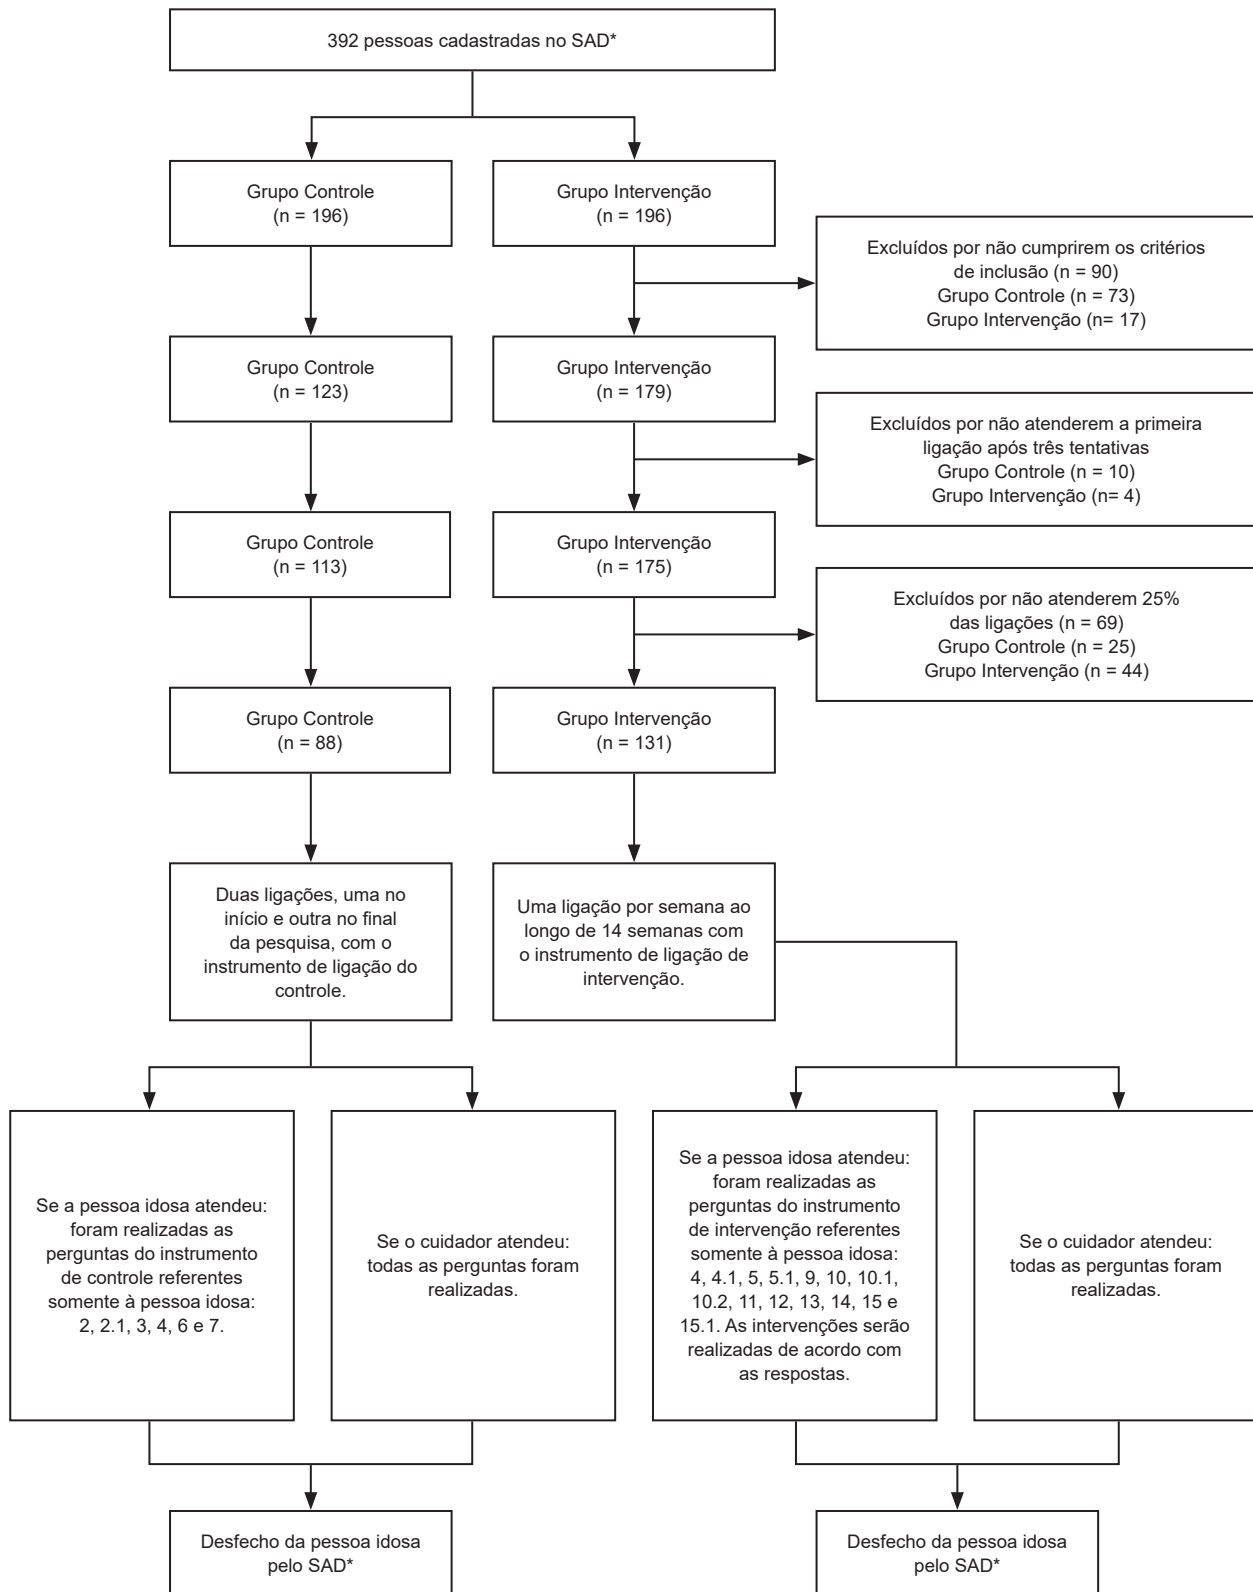 392 pessoas cadastradas no SAD*
Grupo Controle
(n = 196)
Grupo Intervenção
(n = 196)
Excluídos por não cumprirem os critérios
de inclusão (n = 90)
Grupo Controle (n = 73)
Grupo Intervenção (n= 17)
Grupo Controle
(n = 123)
Grupo Intervenção
(n = 179)
Excluídos por não atenderem a primeira
ligação após três tentativas
Grupo Controle (n = 10)
Grupo Intervenção (n= 4)
Grupo Controle
(n = 113)
Grupo Intervenção
(n = 175)
Excluídos por não atenderem 25%
das ligações (n = 69)
Grupo Controle (n = 25)
Grupo Intervenção (n = 44)
Grupo Controle
(n = 88)
Grupo Intervenção
(n = 131)
Duas ligações, uma no
início e outra no final
da pesquisa, com o
instrumento de ligação do
controle.
Uma ligação por semana ao
longo de 14 semanas com
o instrumento de ligação de
intervenção.
Se a pessoa idosa atendeu:
foram realizadas as
perguntas do instrumento
de controle referentes
somente à pessoa idosa:
2, 2.1, 3, 4, 6 e 7.
Se o cuidador atendeu:
todas as perguntas foram
realizadas.
Se a pessoa idosa atendeu:
foram realizadas as
perguntas do instrumento
de intervenção referentes
somente à pessoa idosa:
4, 4.1, 5, 5.1, 9, 10, 10.1,
10.2, 11, 12, 13, 14, 15 e
15.1. As intervenções serão
realizadas de acordo com
as respostas.
Se o cuidador atendeu:
todas as perguntas foram
realizadas.
Desfecho da pessoa idosa
pelo SAD*
Desfecho da pessoa idosa
pelo SAD*